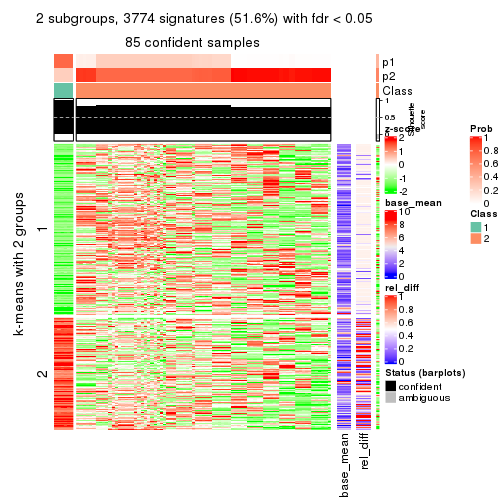 2 subgroups, 3774 signatures (51.6%) with fdr < 0.05
85 confident samples
p1
p2
Class
1
0.5
0
Silhouette
score
k-means with 2 groups
1
2
base_mean
rel_diff
z-score
2
1
0
-1
-2
base_mean
10
8
6
4
2
0
rel_diff
1
0.8
0.6
0.4
0.2
0
Status (barplots)
confident
ambiguous
Prob
1
0.8
0.6
0.4
0.2
0
Class
1
2